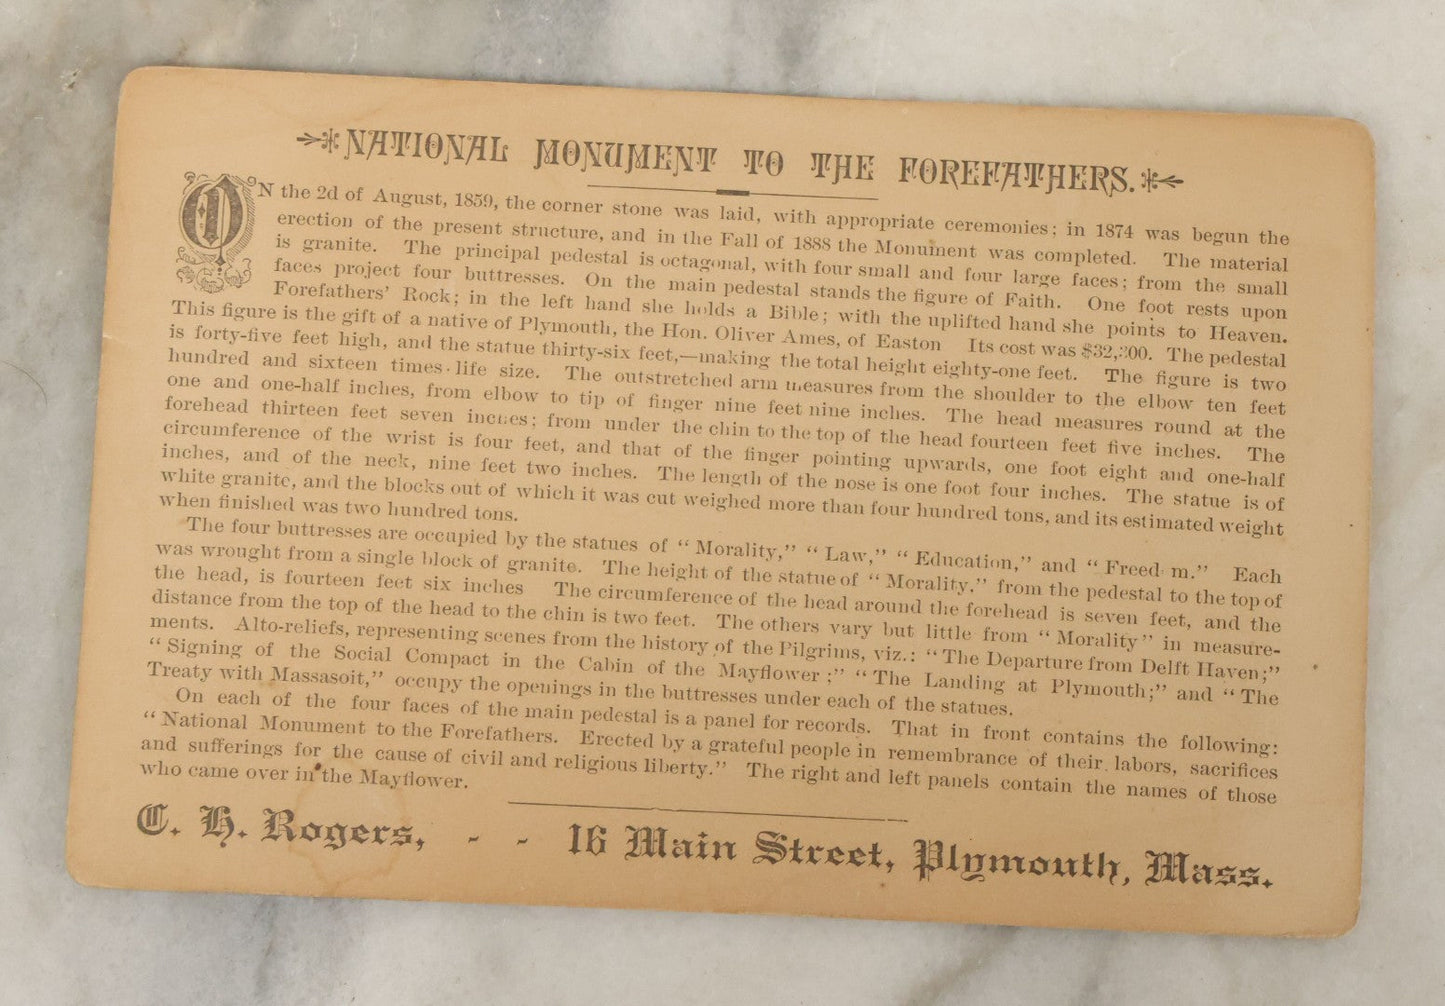 NATIONAL MONUMENT TO THE FOREFATHERS.
ON the 2d of August, 1859, the corner stone was laid, with appropriate ceremonies; in 1874 was begun the
erection of the present structure, and in the Fall of 1888 the Monument was completed. The material
is granite. The principal pedestal is octagonal, with four small and four large faces; from the small
faces project four buttresses. On the main pedestal stands the figure of Faith. One foot rests upon
Forefathers' Rock; in the left hand she holds a Bible; with the uplifted hand she points to Heaven.
This figure is the gift of a native of Plymouth, the Hon. Oliver Ames, of Easton Its cost was $32,300. The pedestal
is forty-five feet high, and the statue thirty-six feet,—making the total height eighty-one feet. The figure is two
hundred and sixteen times life size. The outstretched arm measures from the shoulder to the elbow ten feet
one and one-half inches, from elbow to tip of finger nine feet nine inches. The head measures round at the
forehead thirteen feet seven inches; from under the chin to the top of the head fourteen feet five inches. The
circumference of the wrist is four feet, and that of the finger pointing upwards, one foot eight and one-half
inches, and of the neck, nine feet two inches. The length of the nose is one foot four inches. The statue is of
white granite, and the blocks out of which it was cut weighed more than four hundred tons, and its estimated weight
when finished was two hundred tons.
The four buttresses are occupied by the statues of "Morality," "Law," "Education," and "Freed m." Each
was wrought from a single block of granite. The height of the statue of "Morality," from the pedestal to the top of
the head, is fourteen feet six inches The circumference of the head around the forehead is seven feet, and the
distance from the top of the head to the chin is two feet. The others vary but little from "Morality" in measure-
ments. Alto-reliefs, representing scenes from the history of the Pilgrims, viz.: "The Departure from Delft Haven;"
"Signing of the Social Compact in the Cabin of the Mayflower;" "The Landing at Plymouth;" and "The
Treaty with Massasoit," occupy the openings in the buttresses under each of the statues.
On each of the four faces of the main pedestal is a panel for records. That in front contains the following:
"National Monument to the Forefathers. Erected by a grateful people in remembrance of their labors, sacrifices
and sufferings for the cause of civil and religious liberty." The right and left panels contain the names of those
who came over in the Mayflower.
C. H. Rogers, - - 16 Main Street, Plymouth, Mass.